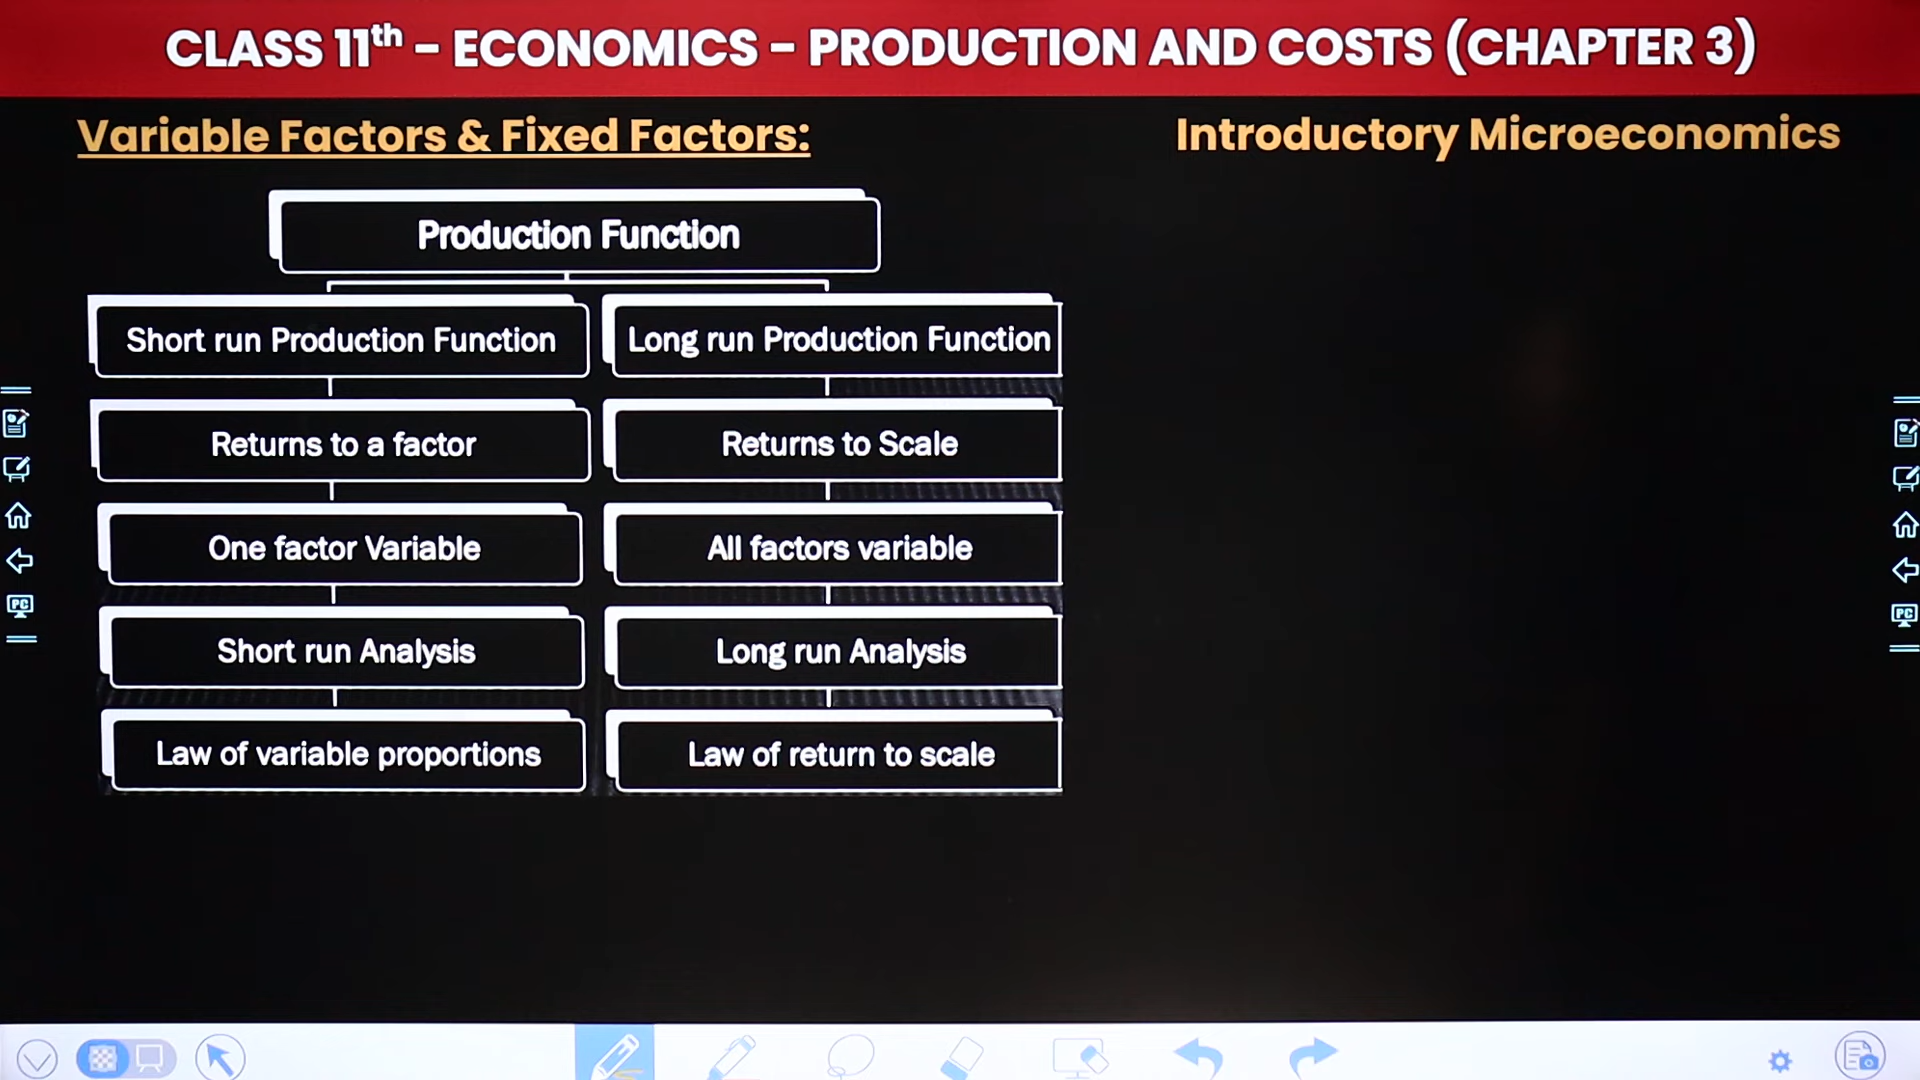 CLASS 11th – ECONOMICS – PRODUCTION AND COSTS (CHAPTER 3)
Variable Factors & Fixed Factors:
Introductory Microeconomics
Production Function
Short run Production Function
Long run Production Function
Returns to a factor
Returns to Scale
One factor Variable
All factors variable
Short run Analysis
Long run Analysis
Law of variable proportions
Law of return to scale
PC
PC